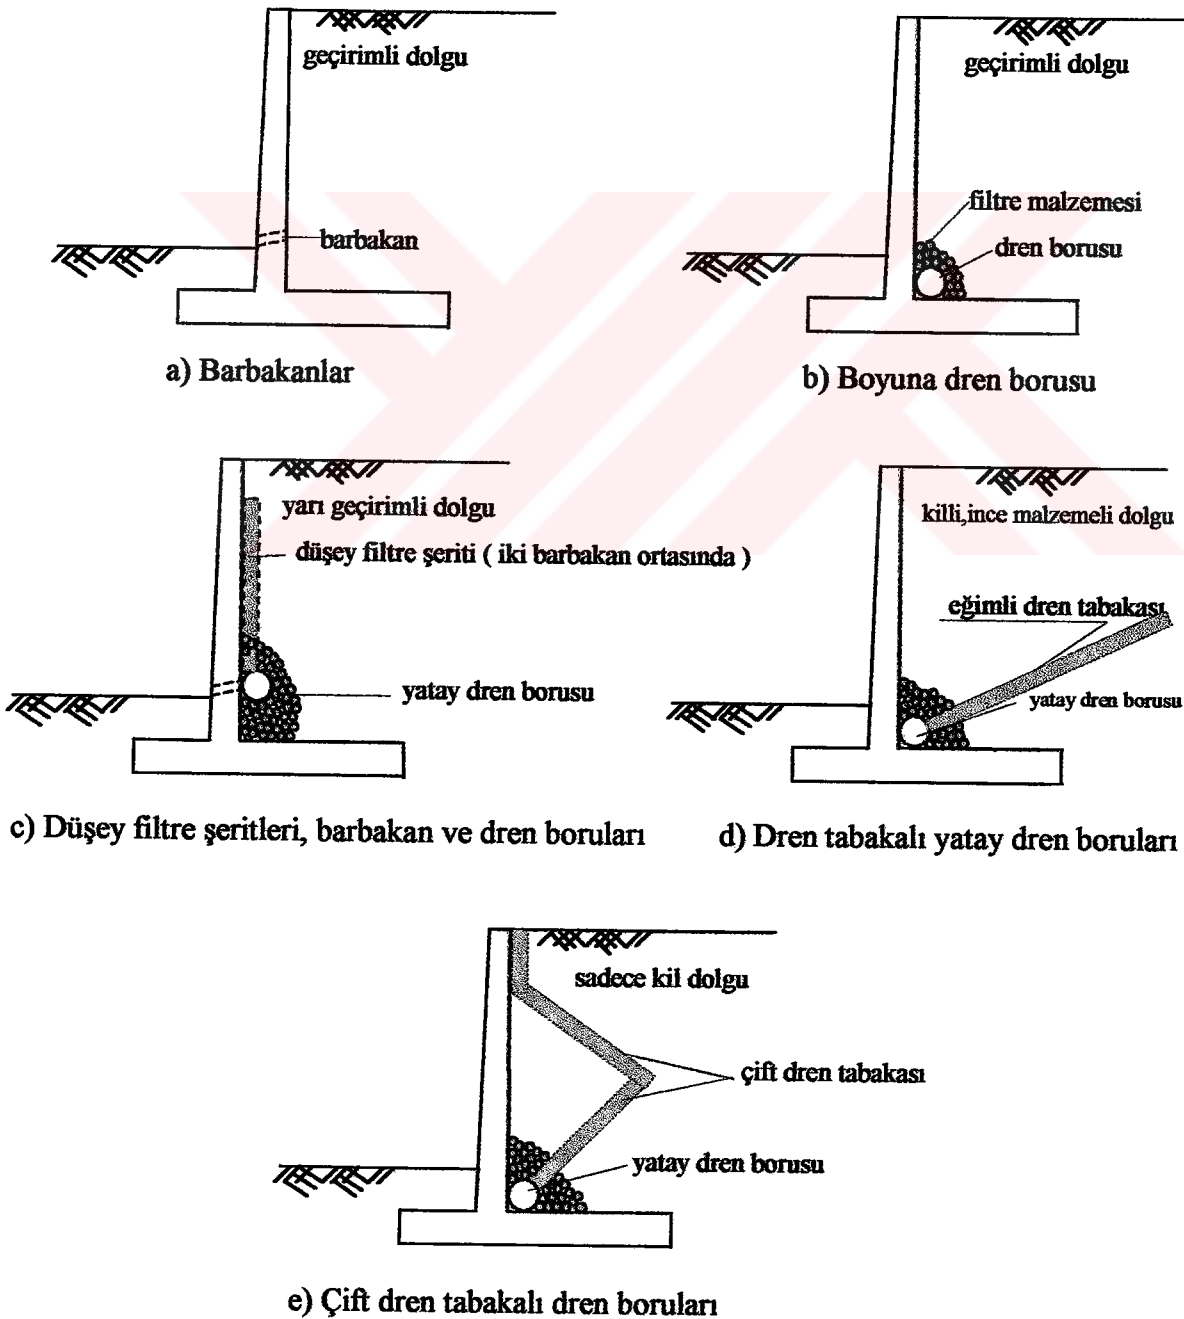 geçirimli dolgu
barbakan
a) Barbakanlar
geçirimli dolgu
filtre malzemesi
dren borusu
b) Boyuna dren borusu
yarı geçirimli dolgu
düşey filtre şeriti ( iki barbakan ortasında )
yatay dren borusu
c) Düşey filtre şeritleri, barbakan ve dren boruları
killi,ince malzemeli dolgu
eğimli dren tabakası
yatay dren borusu
d) Dren tabakalı yatay dren boruları
sadece kil dolgu
çift dren tabakası
yatay dren borusu
e) Çift dren tabakalı dren boruları